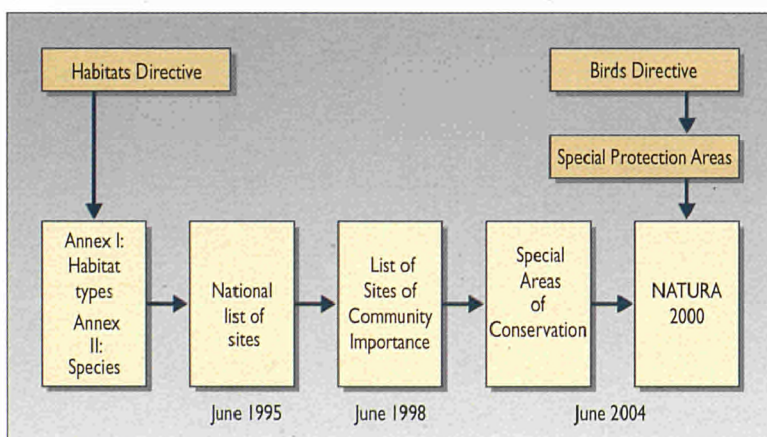 Habitats Directive
Birds Directive
Special Protection Areas
Annex I:
Habitat
types
Annex
II:
Species
National
list of
sites
List of
Sites of
Community
Importance
Special
Areas
of
Conservation
NATURA
2000
June 1995
June 1998
June 2004